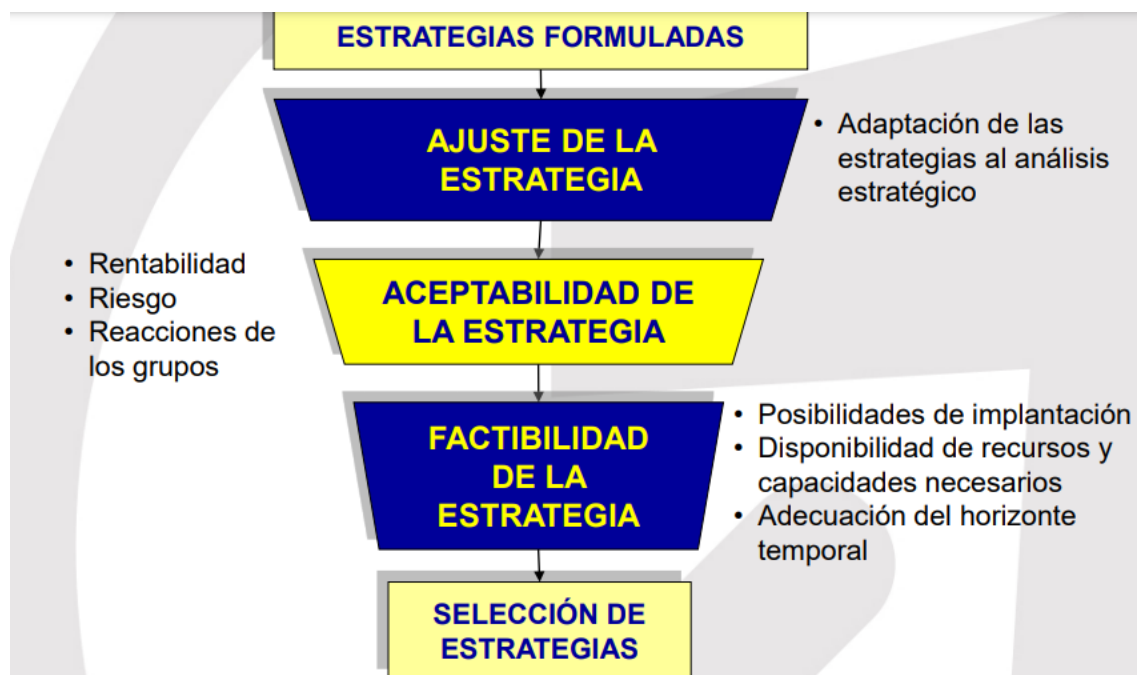 ESTRATEGIAS FORMULADAS
AJUSTE DE LA
ESTRATEGIA
• Adaptación de las
estrategias al análisis
estratégico
• Rentabilidad
• Riesgo
• Reacciones de
los grupos
ACEPTABILIDAD DE
LA ESTRATEGIA
FACTIBILIDAD
DE LA
ESTRATEGIA
• Posibilidades de implantación
• Disponibilidad de recursos y
capacidades necesarios
• Adecuación del horizonte
temporal
SELECCIÓN DE
ESTRATEGIAS